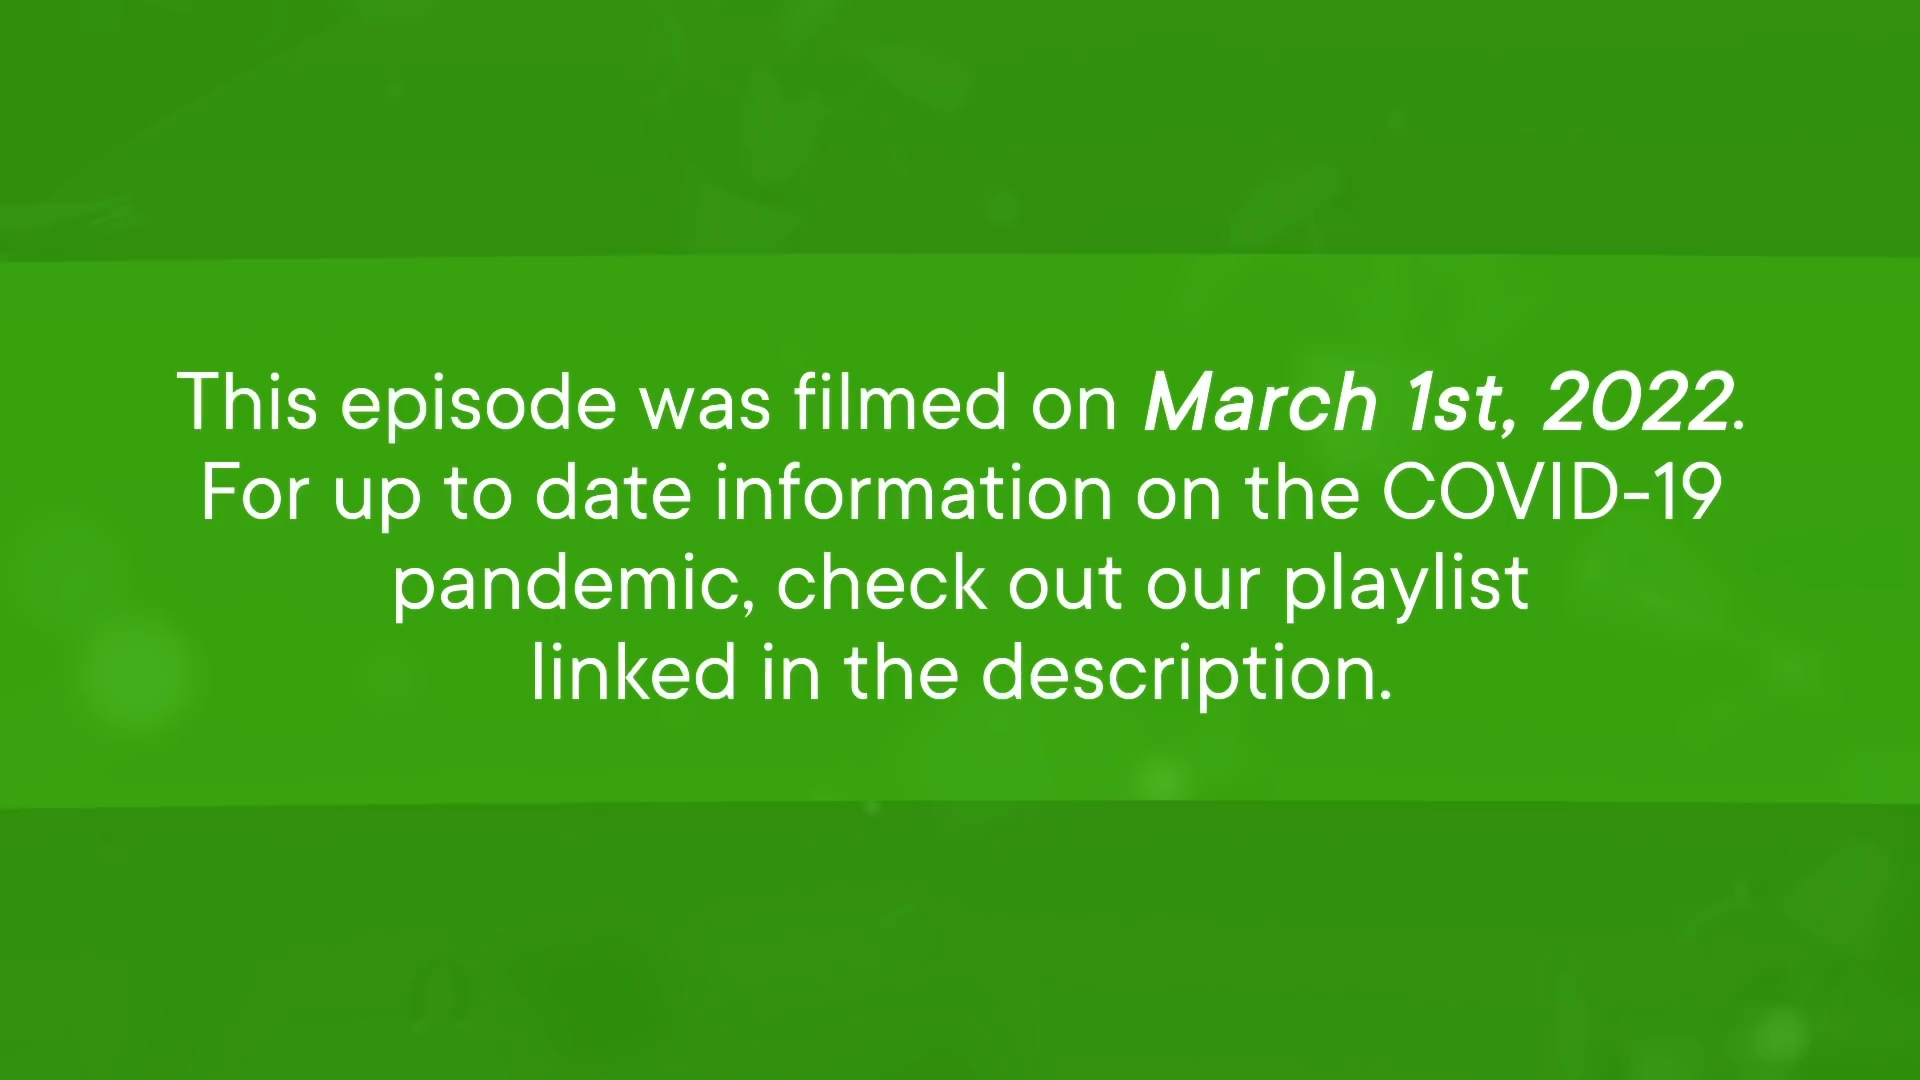 This episode was filmed on March 1st, 2022.
For up to date information on the COVID-19
pandemic, check out our playlist
linked in the description.